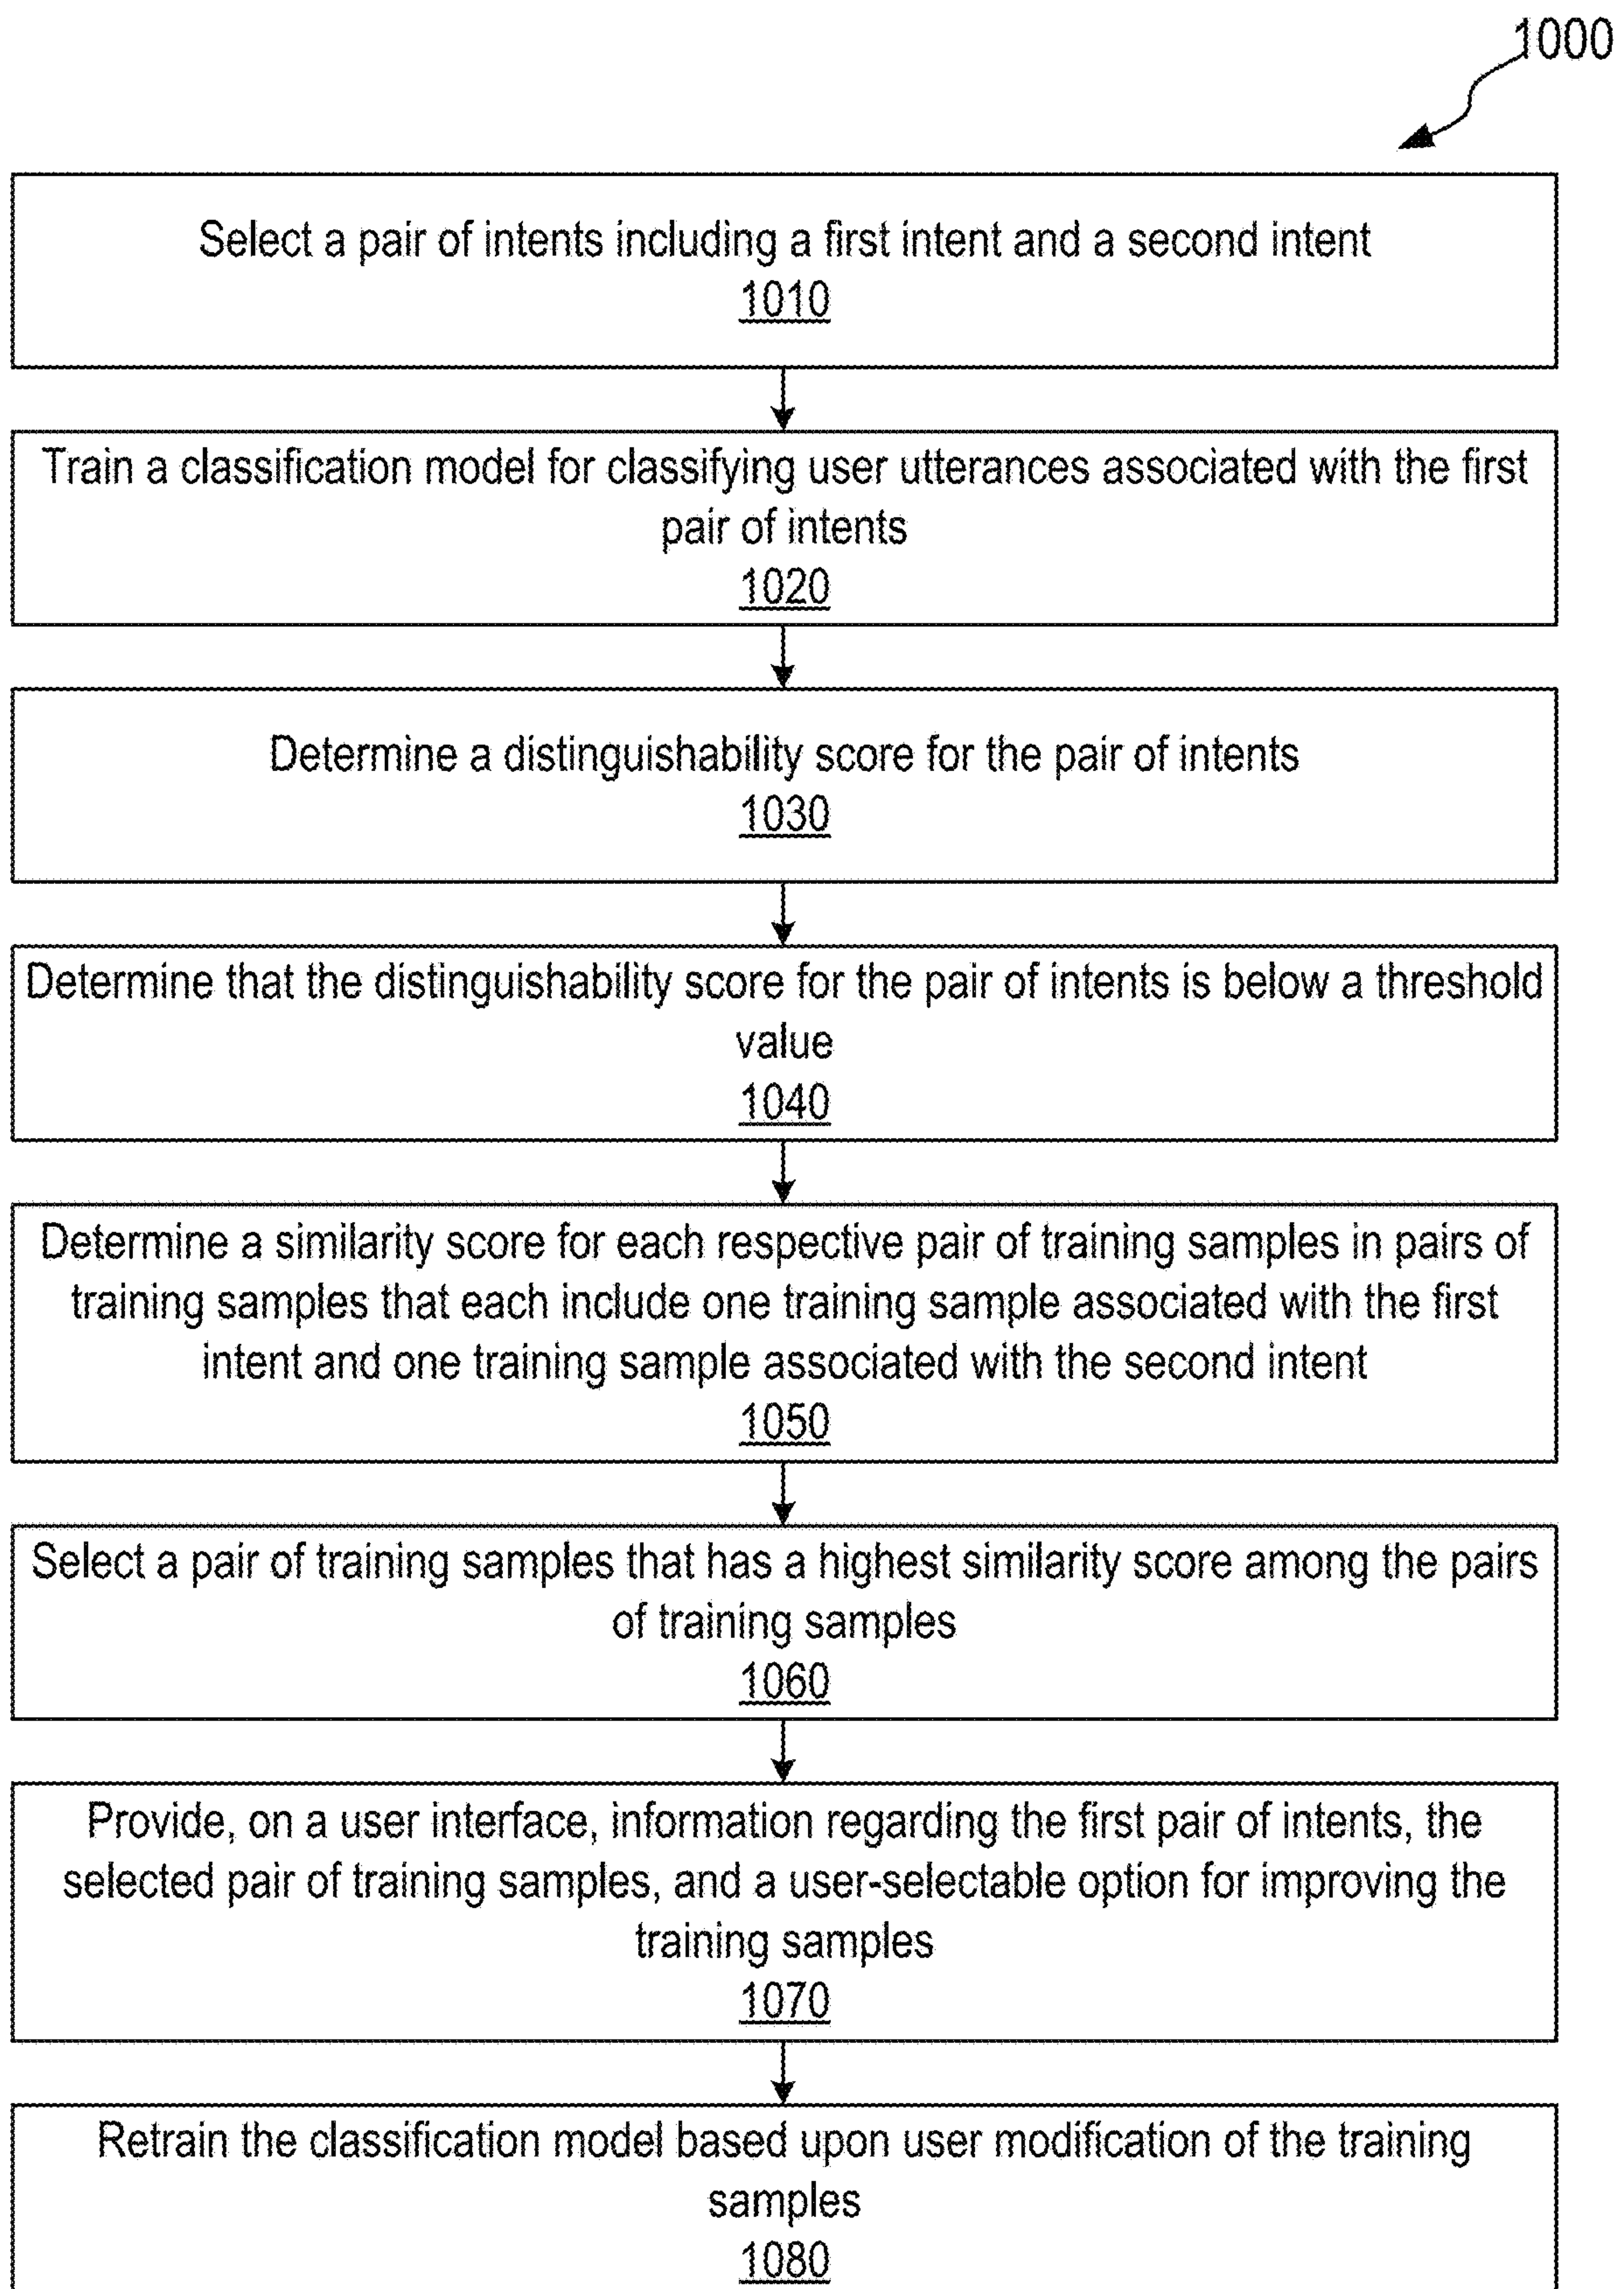 1000
Select a pair of intents including a first intent and a second intent
1010
Train a classification model for classifying user utterances associated with the first
pair of intents
1020
Determine a distinguishability score for the pair of intents
1030
Determine that the distinguishability score for the pair of intents is below a threshold
value
1040
Determine a similarity score for each respective pair of training samples in pairs of
training samples that each include one training sample associated with the first
intent and one training sample associated with the second intent
1050
Select a pair of training samples that has a highest similarity score among the pairs
of training samples
1060
Provide, on a user interface, information regarding the first pair of intents, the
selected pair of training samples, and a user-selectable option for improving the
training samples
1070
Retrain the classification model based upon user modification of the training
samples
1080